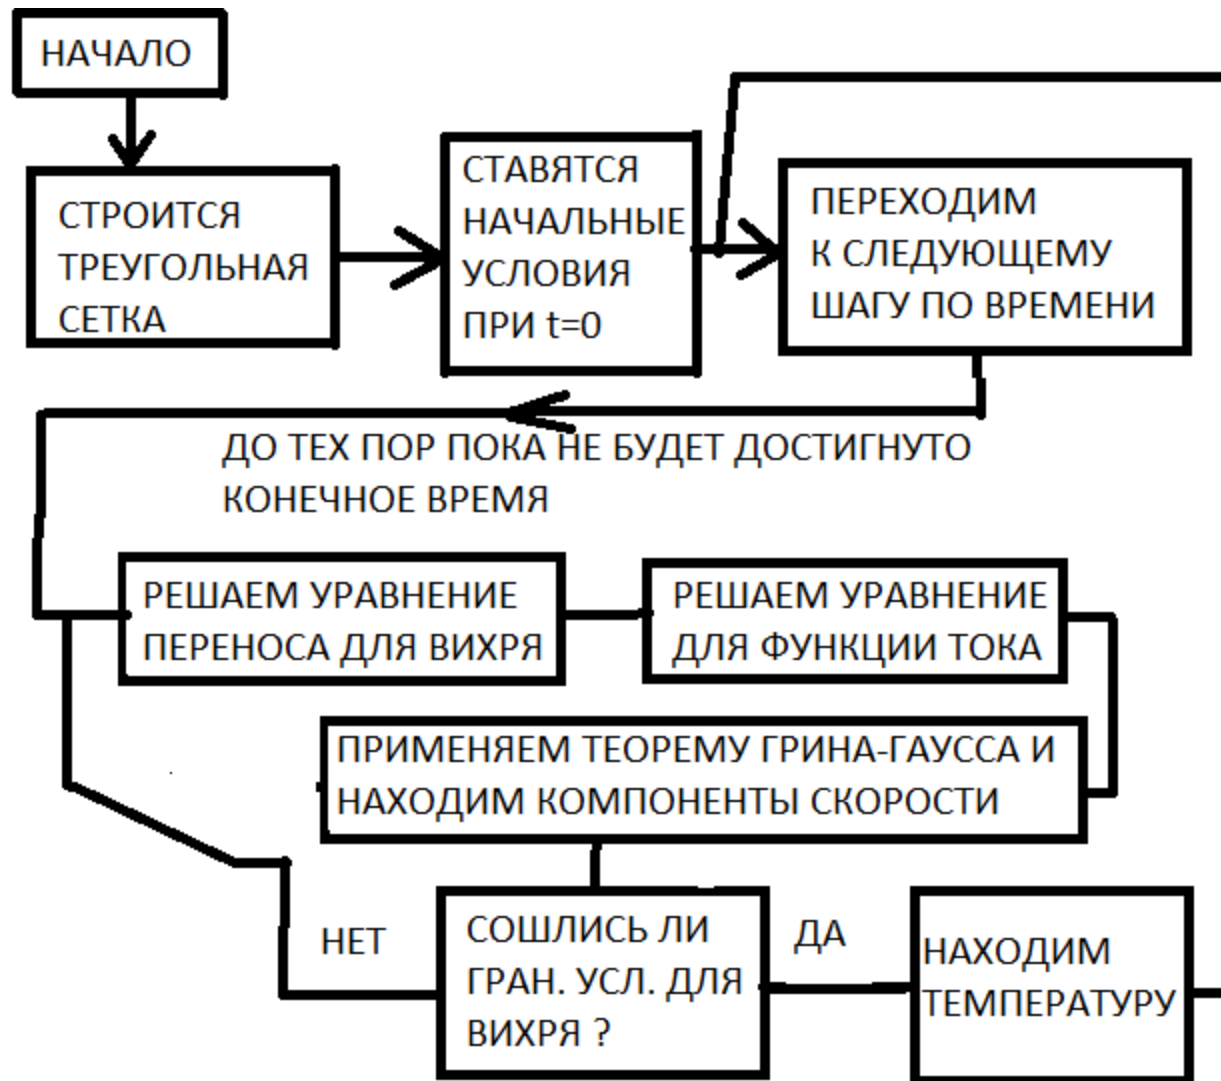 НАЧАЛО
СТРОИТСЯ
ТРЕУГОЛЬНАЯ
СЕТКА
СТАВЯТСЯ
НАЧАЛЬНЫЕ
УСЛОВИЯ
ПРИ t=0
ПЕРЕХОДИМ
К СЛЕДУЮЩЕМУ
ШАГУ ПО ВРЕМЕНИ
ДО ТЕХ ПОР ПОКА НЕ БУДЕТ ДОСТИГНУТО
КОНЕЧНОЕ ВРЕМЯ
РЕШАЕМ УРАВНЕНИЕ
ПЕРЕНОСА ДЛЯ ВИХРЯ
РЕШАЕМ УРАВНЕНИЕ
ДЛЯ ФУНКЦИИ ТОКА
ПРИМЕНЯЕМ ТЕОРЕМУ ГРИНА-ГАУССА И
НАХОДИМ КОМПОНЕНТЫ СКОРОСТИ
НЕТ
СОШЛИСЬ ЛИ
ГРАН. УСЛ. ДЛЯ
ВИХРЯ ?
ДА
НАХОДИМ
ТЕМПЕРАТУРУ